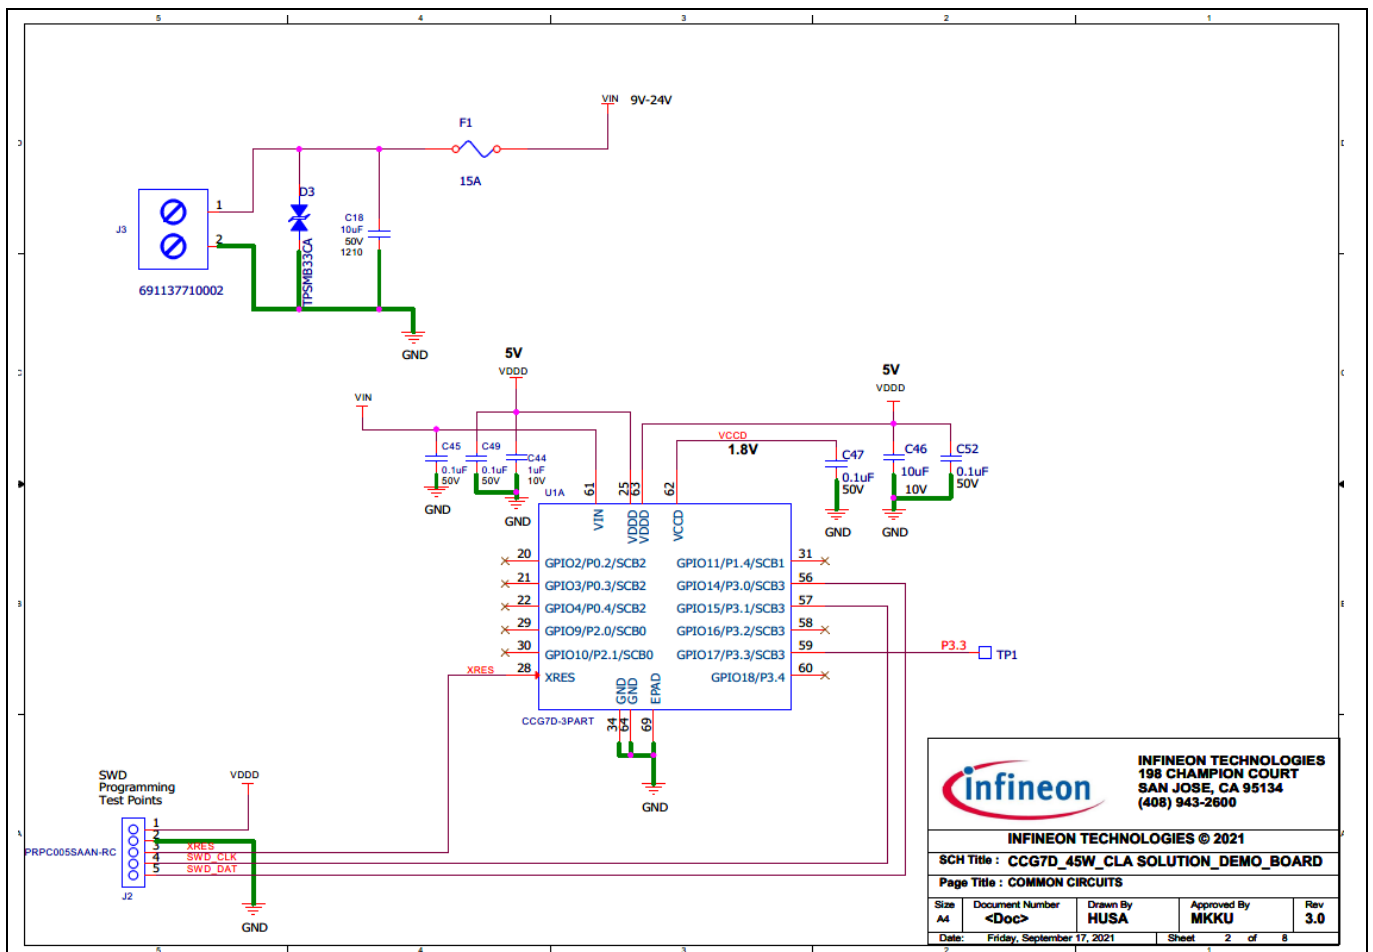 5 4 3 2 1
VIN 9V-24V
F1
15A
D3
TPSMB33CA
C18
10uF
50V
1210
J3
1
2
691137710002
GND
5V
VDDD
VIN
C45
0.1uF
50V
GND
C49
0.1uF
50V
C44
1uF
10V
GND
5V
VDDD
VCCD
1.8V
C47
0.1uF
50V
GND
C46
10uF
10V
GND
C52
0.1uF
50V
U1A
61 25 63 62
VIN VDDD VDDD VCCD
20 GPIO2/P0.2/SCB2 GPIO11/P1.4/SCB1 31
21 GPIO3/P0.3/SCB2 GPIO14/P3.0/SCB3 56
22 GPIO4/P0.4/SCB2 GPIO15/P3.1/SCB3 57
29 GPIO9/P2.0/SCB0 GPIO16/P3.2/SCB3 58
30 GPIO10/P2.1/SCB0 GPIO17/P3.3/SCB3 59 P3.3 TP1
XRES 28 XRES GPIO18/P3.4 60
GND GND EPAD
34 64 69
CCG7D-3PART
GND
SWD
Programming
Test Points
VDDD
PRPC005SAAN-RC
1
2
3 XRES
4 SWD_CLK
5 SWD_DAT
J2
GND
infineon
INFINEON TECHNOLOGIES
198 CHAMPION COURT
SAN JOSE, CA 95134
(408) 943-2600
INFINEON TECHNOLOGIES © 2021
SCH Title : CCG7D_45W_CLA SOLUTION_DEMO_BOARD
Page Title : COMMON CIRCUITS
Size Document Number Drawn By Approved By Rev
A4 <Doc> HUSA MKKU 3.0
Date: Friday, September 17, 2021 Sheet 2 of 8
5 4 3 2 1